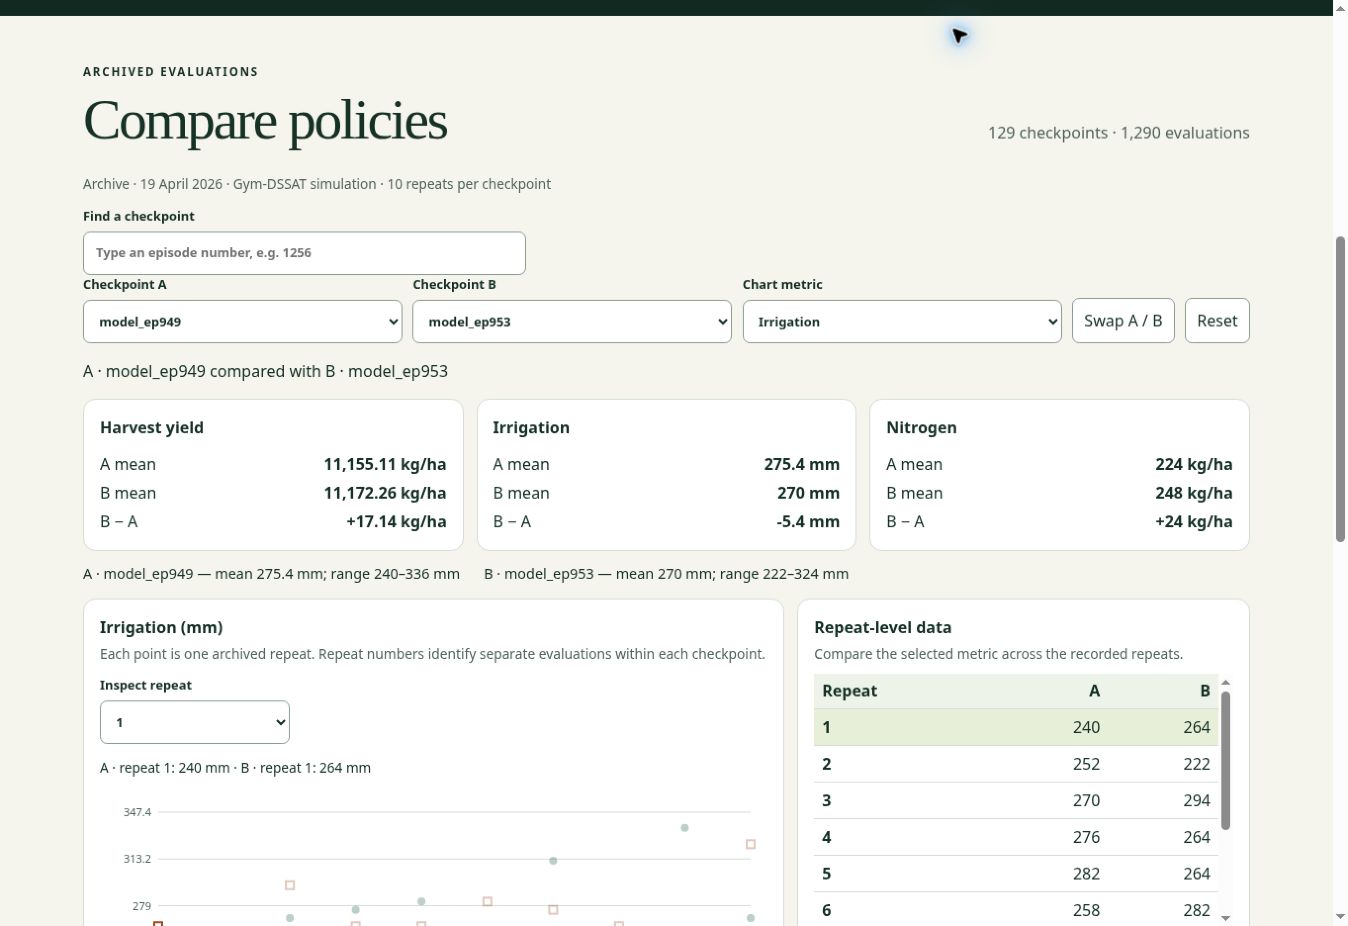 ARCHIVED EVALUATIONS
Compare policies
129 checkpoints · 1,290 evaluations
Archive · 19 April 2026 · Gym-DSSAT simulation · 10 repeats per checkpoint
Find a checkpoint
Type an episode number, e.g. 1256
Checkpoint A Checkpoint B Chart metric
model_ep949 model_ep953 Irrigation Swap A / B Reset
A · model_ep949 compared with B · model_ep953
Harvest yield
A mean 11,155.11 kg/ha
B mean 11,172.26 kg/ha
B − A +17.14 kg/ha
Irrigation
A mean 275.4 mm
B mean 270 mm
B − A -5.4 mm
Nitrogen
A mean 224 kg/ha
B mean 248 kg/ha
B − A +24 kg/ha
A · model_ep949 — mean 275.4 mm; range 240–336 mm B · model_ep953 — mean 270 mm; range 222–324 mm
Irrigation (mm)
Each point is one archived repeat. Repeat numbers identify separate evaluations within each checkpoint.
Inspect repeat
1
A · repeat 1: 240 mm · B · repeat 1: 264 mm
347.4
313.2
279
Repeat-level data
Compare the selected metric across the recorded repeats.
Repeat A B
1 240 264
2 252 222
3 270 294
4 276 264
5 282 264
6 258 282